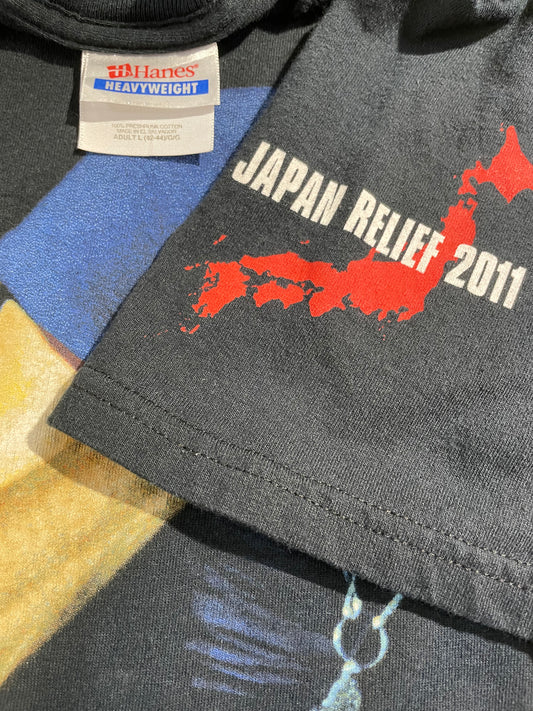 Hanes®
HEAVYWEIGHT
100% PRESHRUNK COTTON
MADE IN EL SALVADOR
ADULT L (42-44)/G/G
JAPAN RELIEF 2011